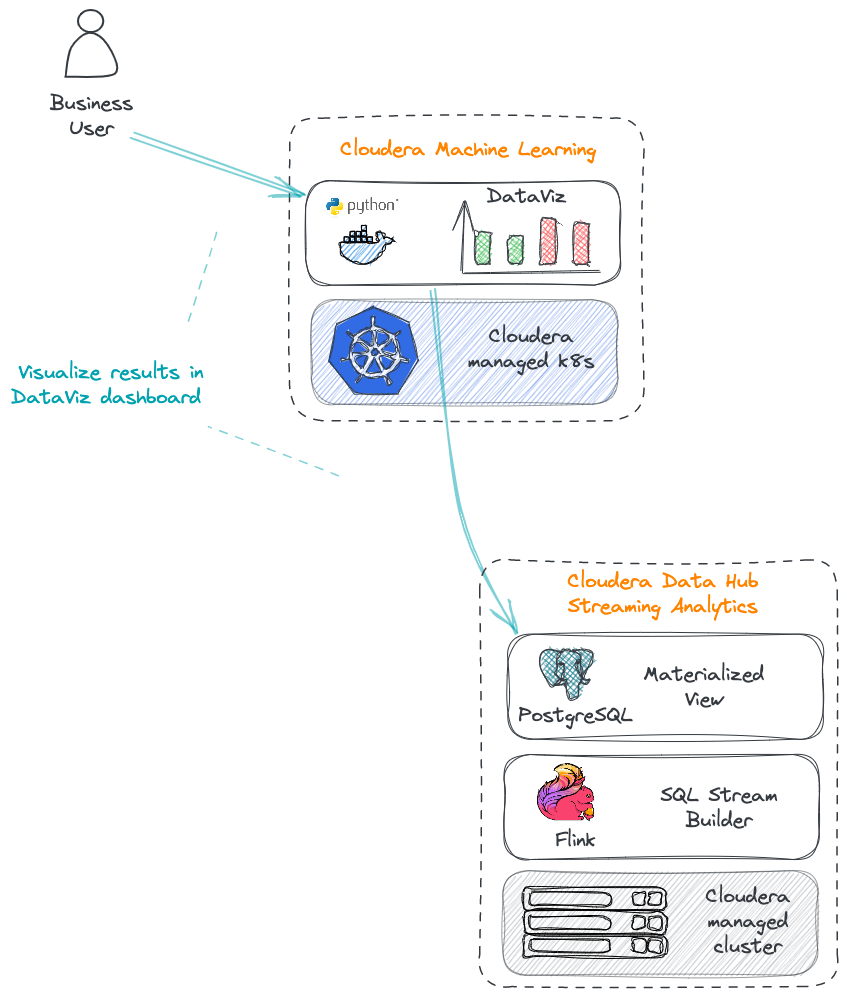 Business
User
Cloudera Machine Learning
python
DataViz
Cloudera
managed k8s
Visualize results in
DataViz dashboard
Cloudera Data Hub
Streaming Analytics
PostgreSQL
Materialized
View
Flink
SQL Stream
Builder
Cloudera
managed
cluster